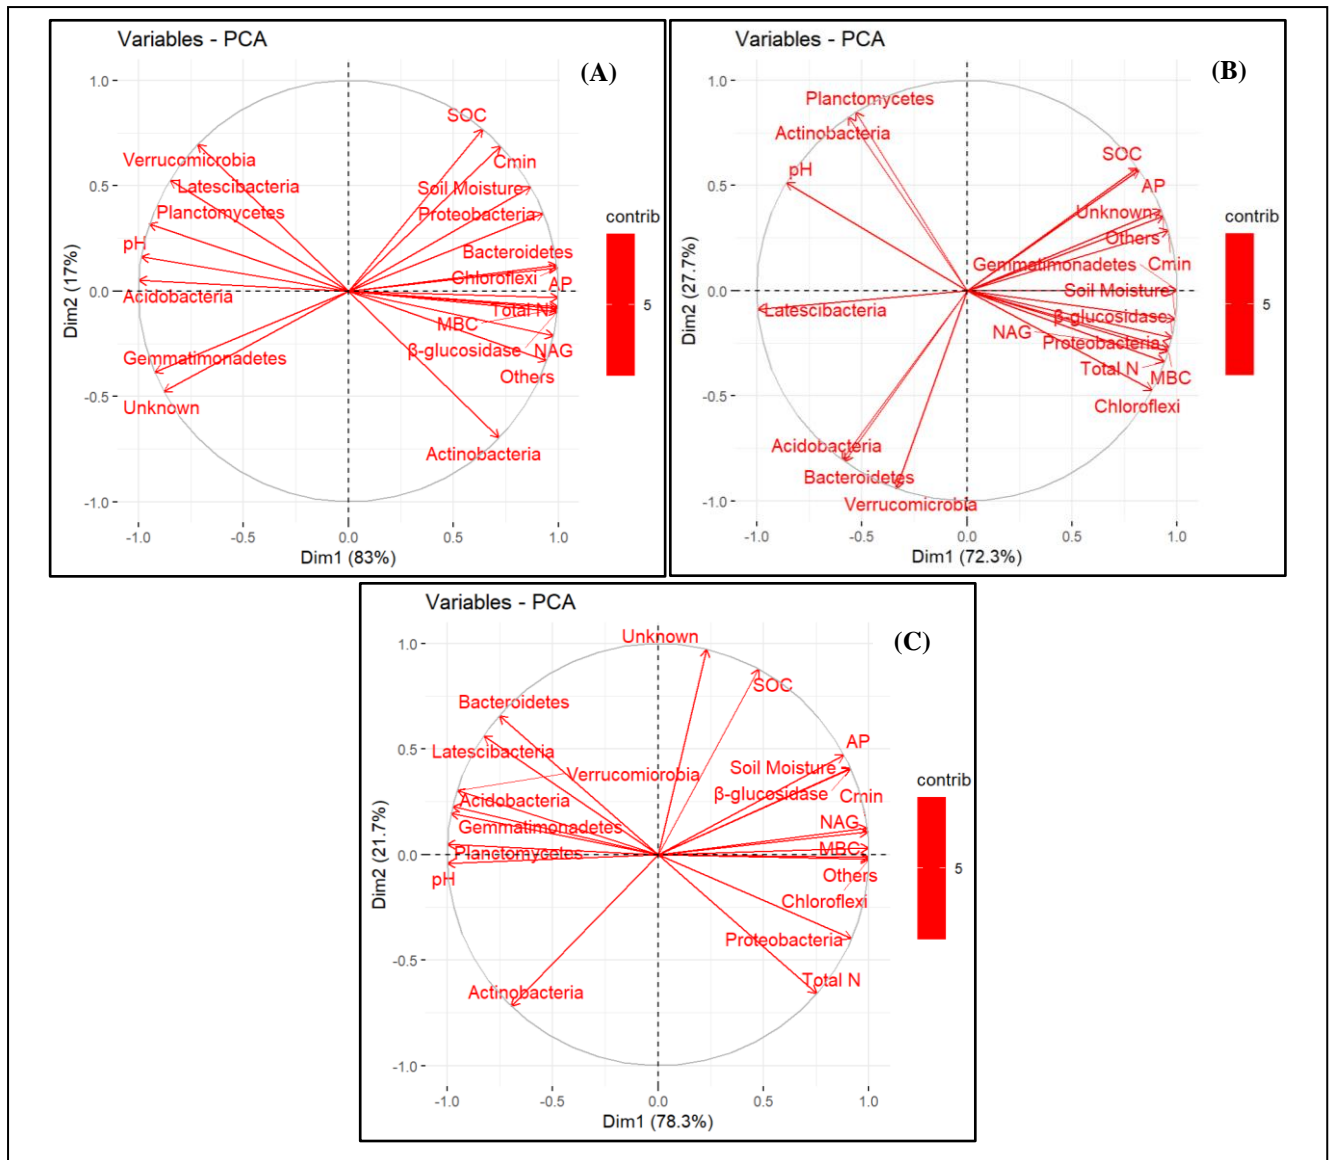 Variables - PCA
(A)
1.0
SOC
Verrucomicrobia
Cmin
Latescibacteria
Soil Moisture
0.5
Planctomycetes
Proteobacteria
contrib
pH
Bacteroidetes
Chloroflexi
AP
0.0
Acidobacteria
Total N
5
MBC
β-glucosidase
NAG
Gemmatimonadetes
Others
-0.5
Unknown
Actinobacteria
-1.0
Dim2 (17%)
-1.0 -0.5 0.0 0.5 1.0
Dim1 (83%)
Variables - PCA
(B)
1.0
Planctomycetes
Actinobacteria
SOC
pH
AP
0.5
Unknown
contrib
Others
Gemmatimonadetes
Cmin
0.0
Soil Moisture
Latescibacteria
β-glucosidase
5
NAG
Proteobacteria
Total N
MBC
-0.5
Chloroflexi
Acidobacteria
Bacteroidetes
Verrucomicrobia
-1.0
Dim2 (27.7%)
-1.0 -0.5 0.0 0.5 1.0
Dim1 (72.3%)
Variables - PCA
(C)
Unknown
1.0
SOC
Bacteroidetes
AP
Latescibacteria
0.5
Soil Moisture
Verrucomiorobia
β-glucosidase
Cmin
contrib
Acidobacteria
NAG
Gemmatimonadetes
MBC
Planctomycetes
0.0
pH
Others
5
Chloroflexi
Proteobacteria
-0.5
Total N
Actinobacteria
-1.0
Dim2 (21.7%)
-1.0 -0.5 0.0 0.5 1.0
Dim1 (78.3%)